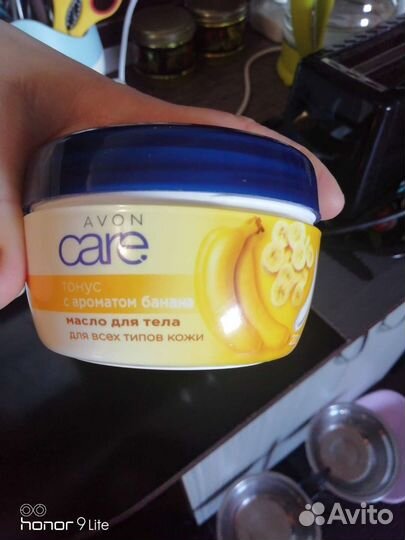 AVON
care
тонус
с ароматом банана
масло для тела
для всех типов кожи
honor 9 Lite
Avito